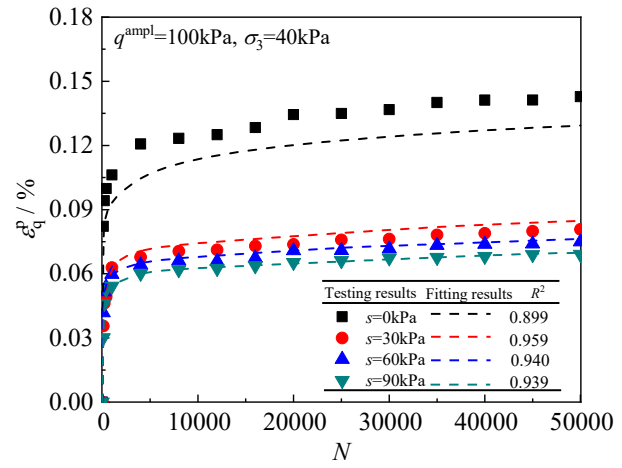 q^ampl=100kPa, σ₃=40kPa
0.18
0.15
0.12
0.09
0.06
0.03
0.00
ε_q^p / %
Testing results Fitting results R²
s=0kPa 0.899
s=30kPa 0.959
s=60kPa 0.940
s=90kPa 0.939
0 10000 20000 30000 40000 50000
N